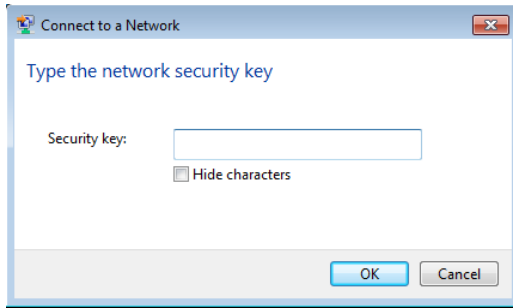 Connect to a Network
Type the network security key
Security key:
Hide characters
OK Cancel